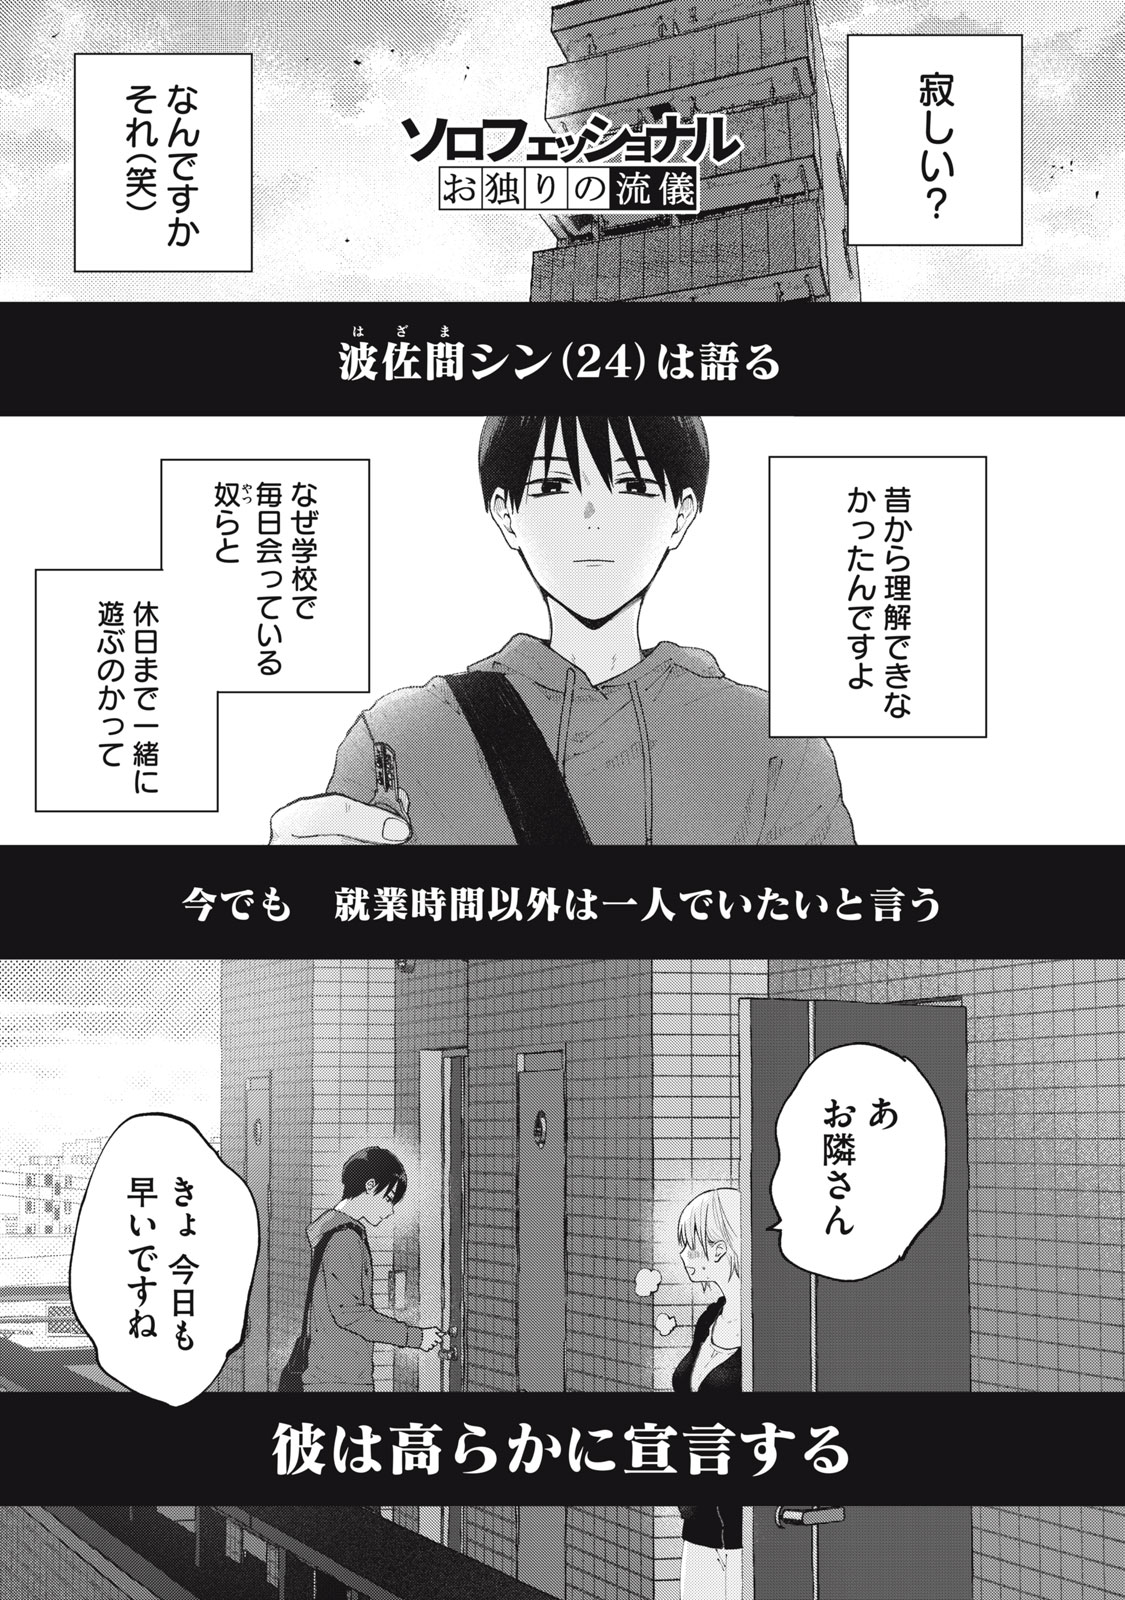 寂しい？
ソロフェッショナル
お独りの流儀
なんですか
それ(笑)
はざま
波佐間シン(24)は語る
昔から理解できな
かったんですよ
なぜ学校で
毎日会っている
奴らと
やつ
休日まで一緒に
遊ぶのかって
今でも　就業時間以外は一人でいたいと言う
あ
お隣さん
きょ 今日も
早いですね
彼は高らかに宣言する